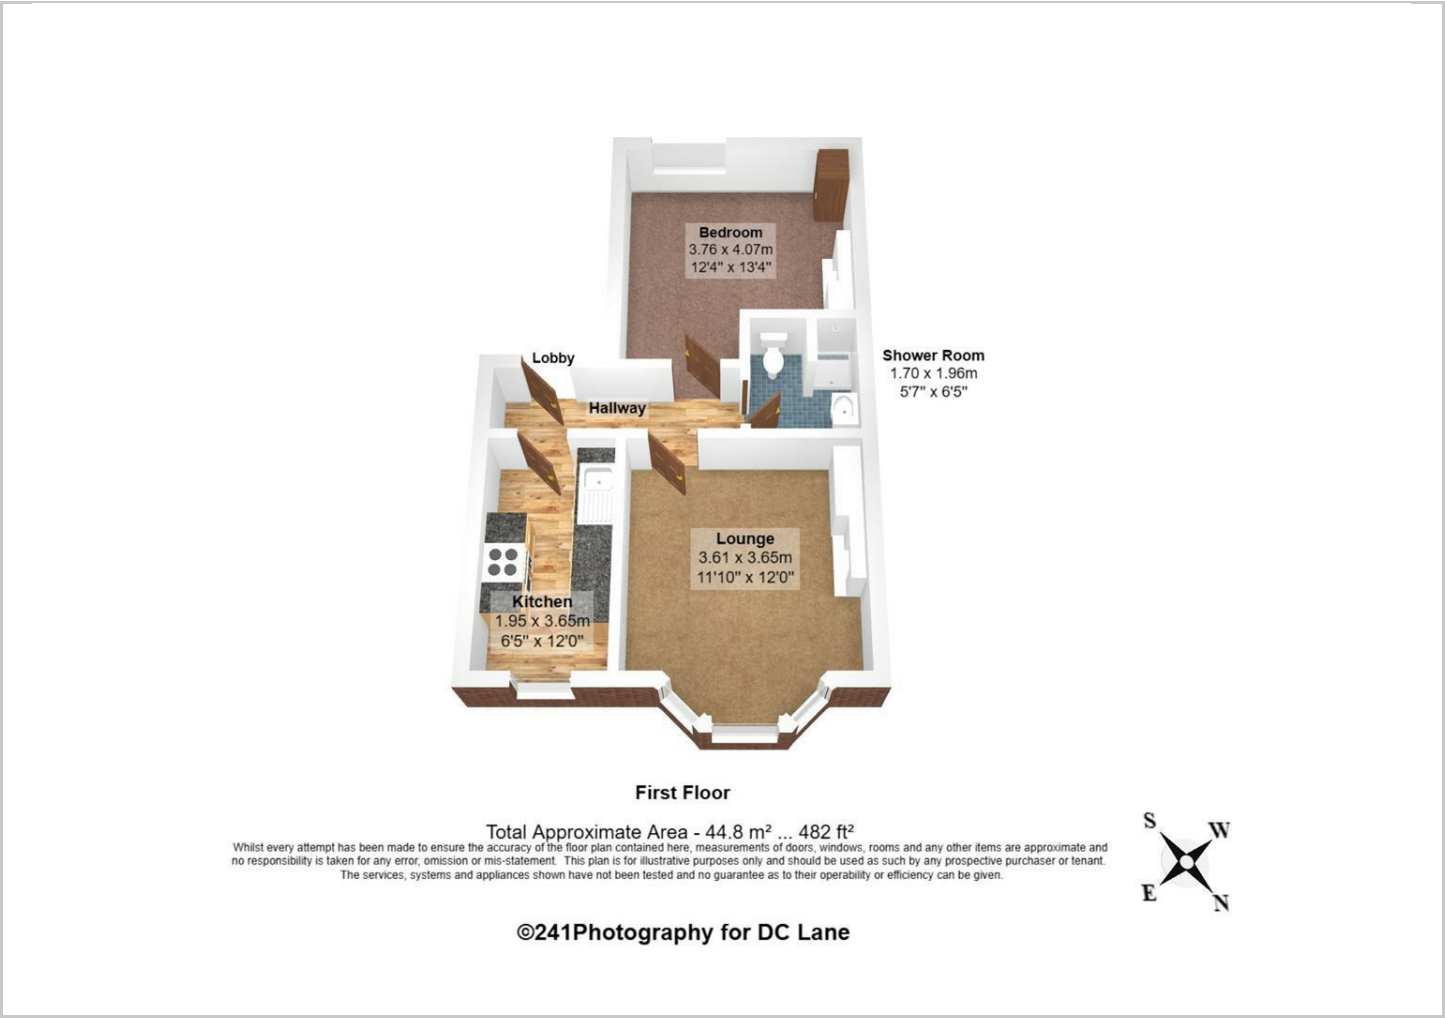 Bedroom
3.76 x 4.07m
12'4" x 13'4"
Lobby
Shower Room
1.70 x 1.96m
5'7" x 6'5"
Hallway
Lounge
3.61 x 3.65m
11'10" x 12'0"
Kitchen
1.95 x 3.65m
6'5" x 12'0"
First Floor
Total Approximate Area - 44.8 m² ... 482 ft²
Whilst every attempt has been made to ensure the accuracy of the floor plan contained here, measurements of doors, windows, rooms and any other items are approximate and
no responsibility is taken for any error, omission or mis-statement. This plan is for illustrative purposes only and should be used as such by any prospective purchaser or tenant.
The services, systems and appliances shown have not been tested and no guarantee as to their operability or efficiency can be given.
©241Photography for DC Lane
S
W
E
N